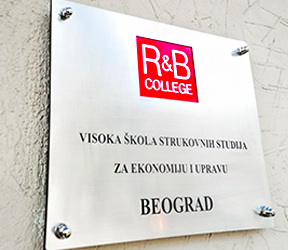 R&B
COLLEGE
VISOKA ŠKOLA STRUKOVNIH STUDIJA
ZA EKONOMIJU I UPRAVU
BEOGRAD